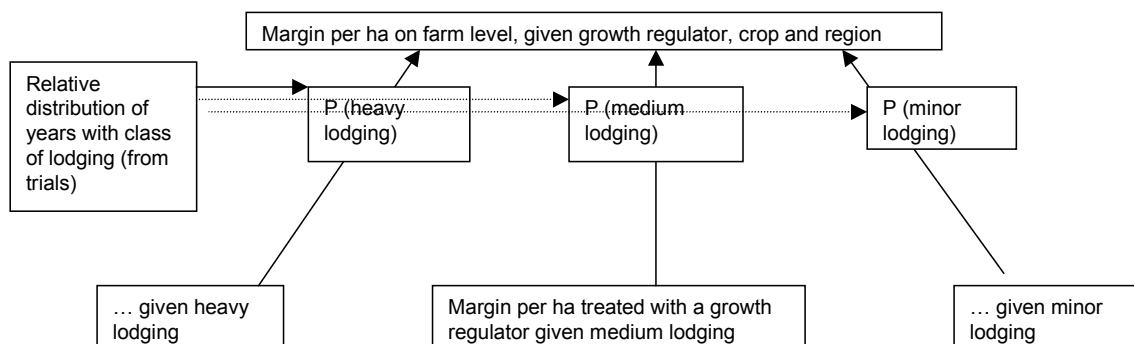 Margin per ha on farm level, given growth regulator, crop and region
Relative
distribution of
years with class
of lodging (from
trials)
P (heavy
lodging)
P (medium
lodging)
P (minor
lodging)
… given heavy
lodging
Margin per ha treated with a growth
regulator given medium lodging
… given minor
lodging